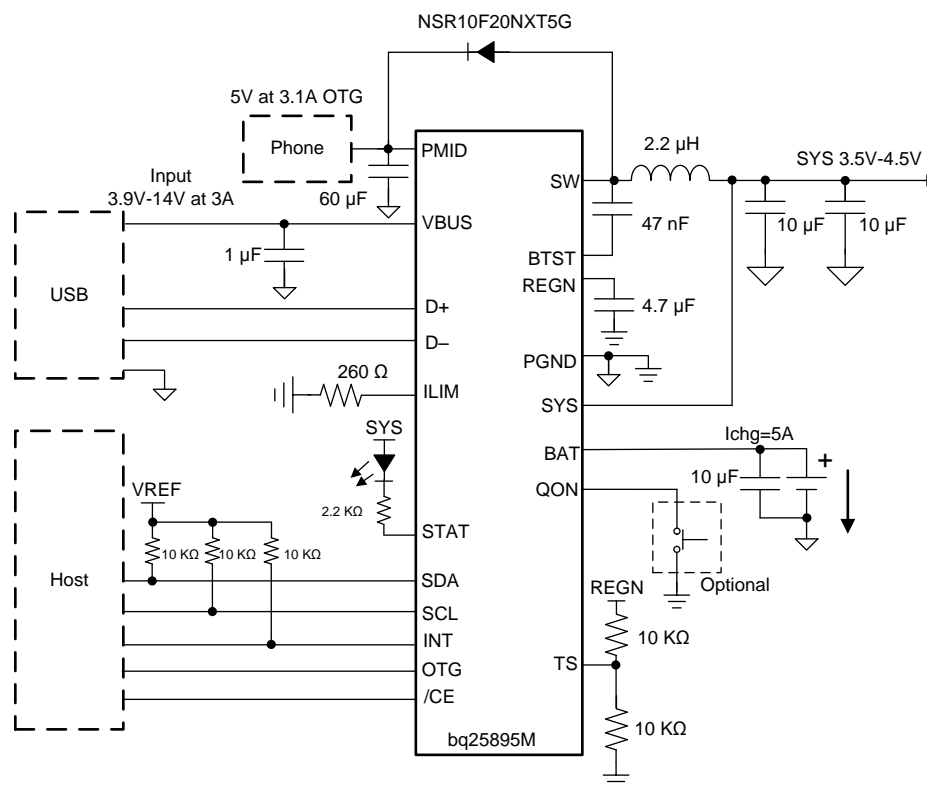 NSR10F20NXT5G
5V at 3.1A OTG
Phone
PMID
60 µF
Input
3.9V-14V at 3A
VBUS
1 µF
USB
D+
D–
260 Ω
ILIM
SYS
2.2 KΩ
STAT
VREF
10 KΩ
10 KΩ
10 KΩ
Host
SDA
SCL
INT
OTG
/CE
bq25895M
2.2 µH
SYS 3.5V-4.5V
SW
47 nF
10 µF
10 µF
BTST
REGN
4.7 µF
PGND
SYS
Ichg=5A
BAT
10 µF
+
QON
Optional
REGN
10 KΩ
TS
10 KΩ